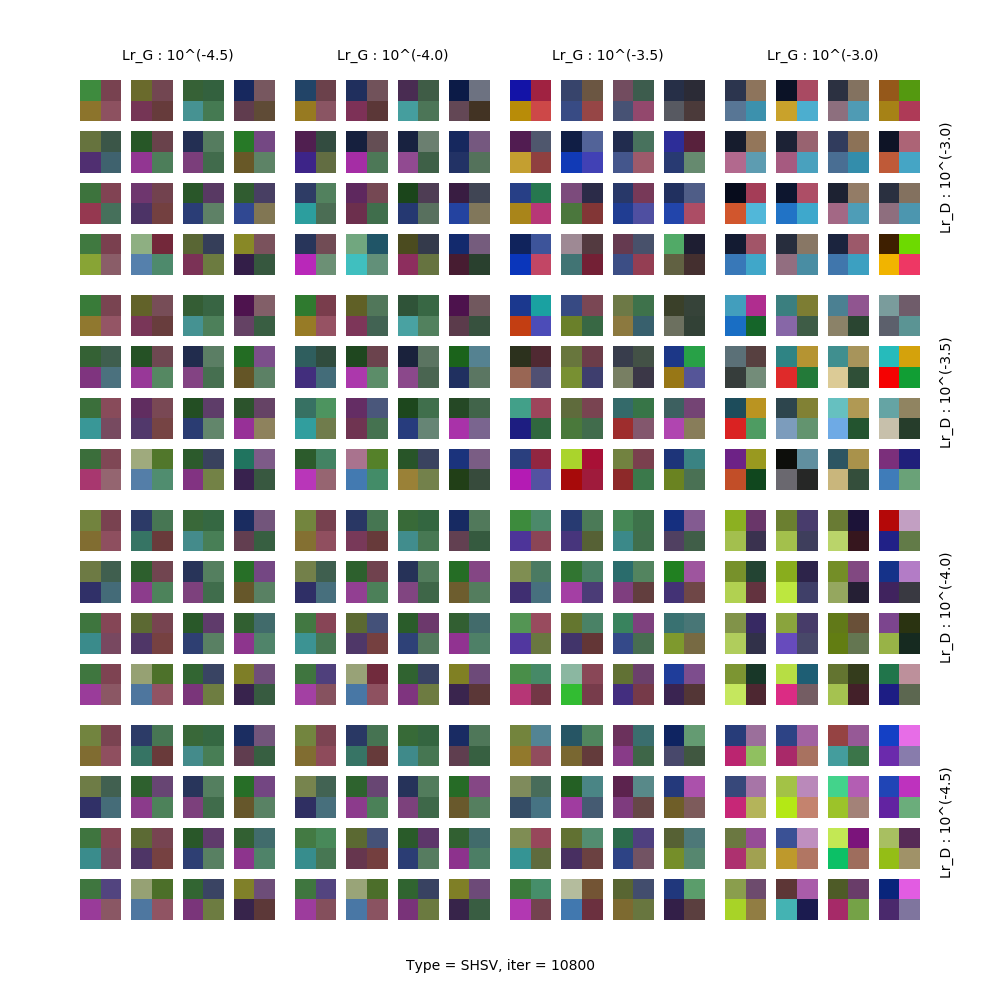 Lr_G : 10^(-4.5)
Lr_G : 10^(-4.0)
Lr_G : 10^(-3.5)
Lr_G : 10^(-3.0)
Lr_D : 10^(-3.0)
Lr_D : 10^(-3.5)
Lr_D : 10^(-4.0)
Lr_D : 10^(-4.5)
Type = SHSV, iter = 10800